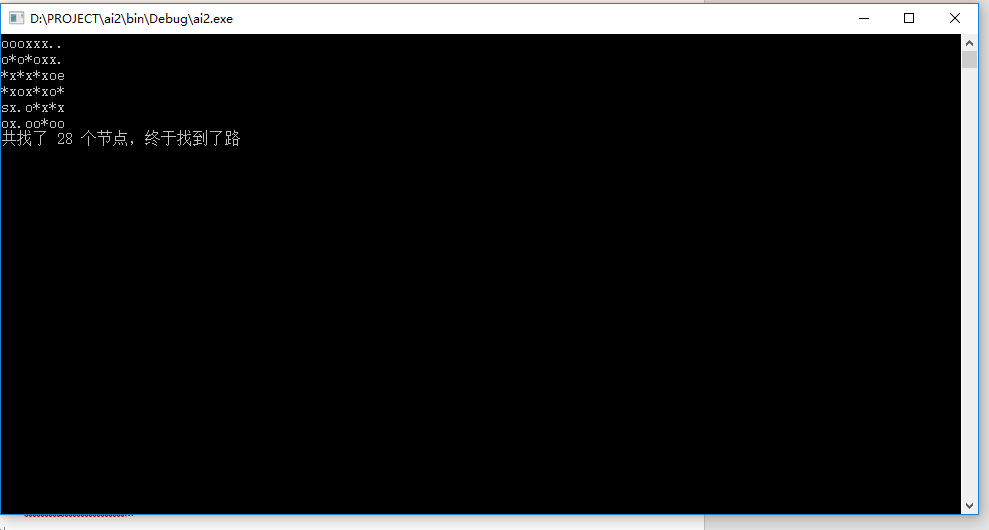 D:\PROJECT\ai2\bin\Debug\ai2.exe
oooxxx..
o*o*oxx.
*x*x*xoe
*xox*xo*
sx.o*x*x
ox.oo*oo
共找了 28 个节点，终于找到了路